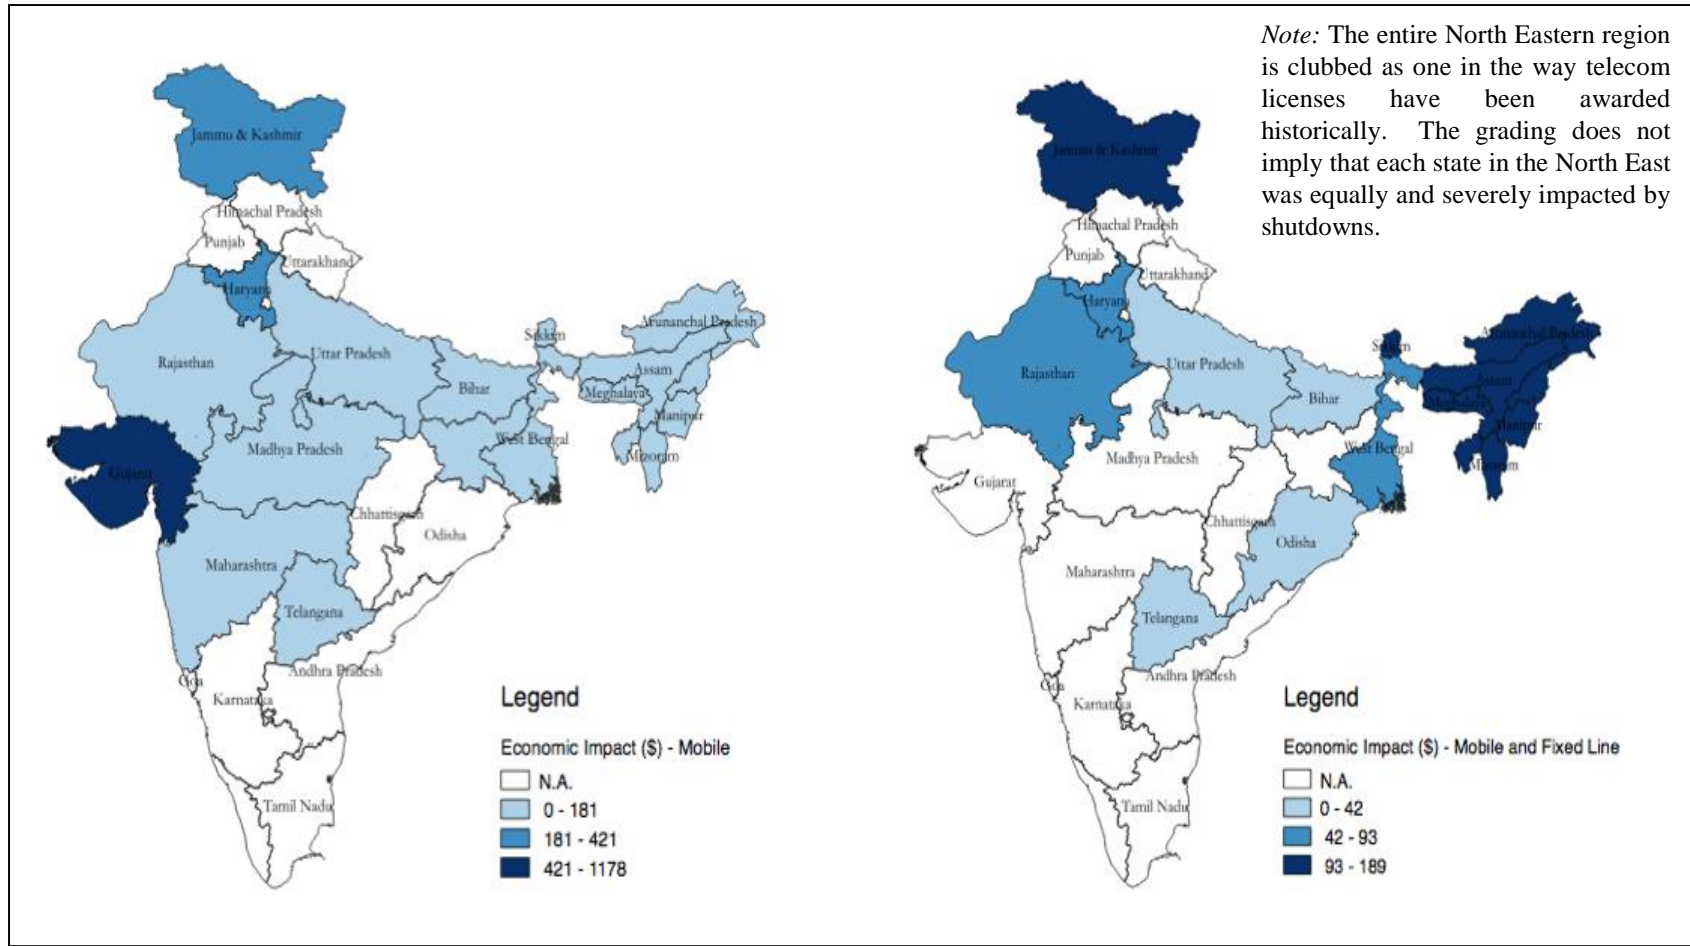 Note: The entire North Eastern region
is clubbed as one in the way telecom
licenses have been awarded
historically. The grading does not
imply that each state in the North East
was equally and severely impacted by
shutdowns.
Jammu & Kashmir
Himachal Pradesh
Punjab
Uttarakhand
Haryana
Rajasthan
Uttar Pradesh
Bihar
Sikkim
Arunanchal Pradesh
Assam
Meghalaya
Manipur
Mizoram
West Bengal
Gujarat
Madhya Pradesh
Chhattisgarh
Odisha
Maharashtra
Telangana
Andhra Pradesh
Goa
Karnataka
Tamil Nadu
Legend
Economic Impact ($) - Mobile
N.A.
0 - 181
181 - 421
421 - 1178
Jammu & Kashmir
Himachal Pradesh
Punjab
Uttarakhand
Haryana
Rajasthan
Uttar Pradesh
Bihar
Sikkim
Arunanchal Pradesh
Assam
Meghalaya
Manipur
Mizoram
West Bengal
Gujarat
Madhya Pradesh
Chhattisgarh
Odisha
Maharashtra
Telangana
Andhra Pradesh
Goa
Karnataka
Tamil Nadu
Legend
Economic Impact ($) - Mobile and Fixed Line
N.A.
0 - 42
42 - 93
93 - 189